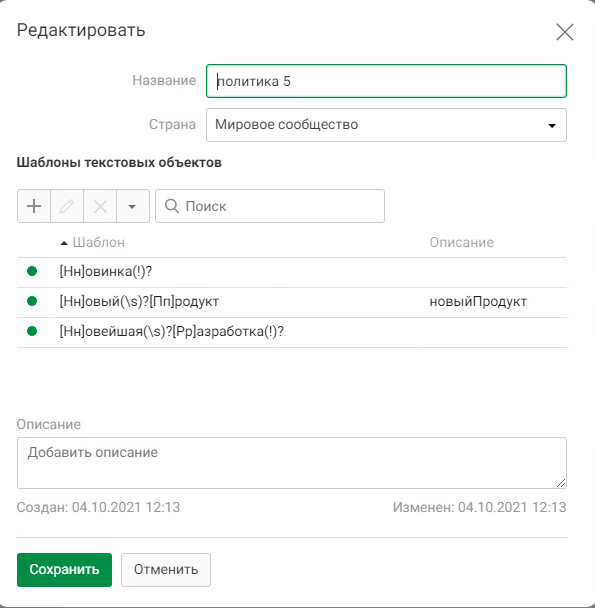 Редактировать
Название политика 5
Страна Мировое сообщество
Шаблоны текстовых объектов
Поиск
Шаблон Описание
[Нн]овинка(!)?
[Нн]овый(\s)?[Пп]родукт новыйПродукт
[Нн]овейшая(\s)?[Рр]азработка(!)?
Описание
Добавить описание
Создан: 04.10.2021 12:13 Изменен: 04.10.2021 12:13
Сохранить Отменить